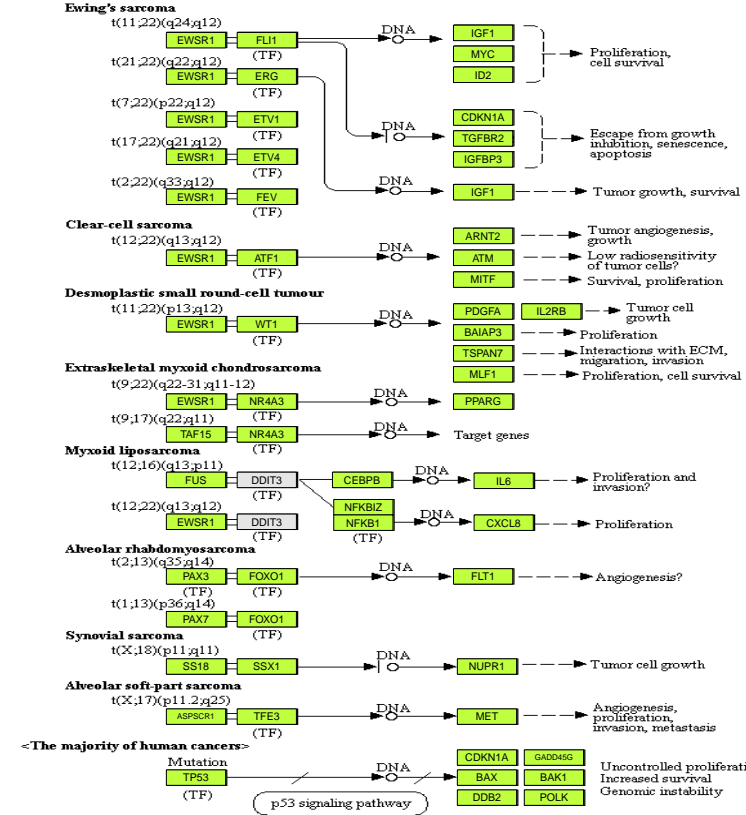 Ewing's sarcoma
t(11;22)(q24;q12)
EWSR1 FLI1 DNA IGF1
(TF) MYC Proliferation,
cell survival
t(21;22)(q22;q12) ID2
EWSR1 ERG
(TF)
t(7;22)(p22;q12)
EWSR1 ETV1 CDKN1A
(TF) DNA TGFBR2 Escape from growth
inhibition, senescence,
apoptosis
t(17;22)(q21;q12)
EWSR1 ETV4 IGFBP3
(TF)
t(2;22)(q33;q12) DNA
EWSR1 FEV IGF1 Tumor growth, survival
(TF)
Clear-cell sarcoma
t(12;22)(q13;q12) ARNT2 Tumor angiogenesis,
growth
EWSR1 ATF1 DNA ATM Low radiosensitivity
of tumor cells?
(TF) MITF Survival, proliferation
Desmoplastic small round-cell tumour
t(11;22)(p13;q12) PDGFA IL2RB Tumor cell
growth
EWSR1 WT1 DNA BAIAP3 Proliferation
(TF) TSPAN7 Interactions with ECM,
migaration, invasion
MLF1 Proliferation, cell survival
Extraskeletal myxoid chondrosarcoma
t(9;22)(q22-31;q11-12)
EWSR1 NR4A3 DNA PPARG
(TF)
t(9;17)(q22;q11)
TAF15 NR4A3 DNA Target genes
(TF)
Myxoid liposarcoma
t(12;16)(q13;p11)
FUS DDIT3 CEBPB DNA IL6 Proliferation and
invasion?
(TF)
t(12;22)(q13;q12) NFKBIZ
EWSR1 DDIT3 NFKB1 DNA CXCL8 Proliferation
(TF) (TF)
Alveolar rhabdomyosarcoma
t(2;13)(q35;q14)
PAX3 FOXO1 DNA FLT1 Angiogenesis?
(TF) (TF)
t(1;13)(p36;q14)
PAX7 FOXO1
(TF)
Synovial sarcoma
t(X;18)(p11;q11)
SS18 SSX1 DNA NUPR1 Tumor cell growth
Alveolar soft-part sarcoma
t(X;17)(p11.2;q25)
ASPSCR1 TFE3 DNA MET Angiogenesis,
proliferation,
invasion, metastasis
(TF)
<The majority of human cancers>
Mutation CDKN1A GADD45G Uncontrolled proliferati
TP53 DNA BAX BAK1 Increased survival
(TF) p53 signaling pathway DDB2 POLK Genomic instability